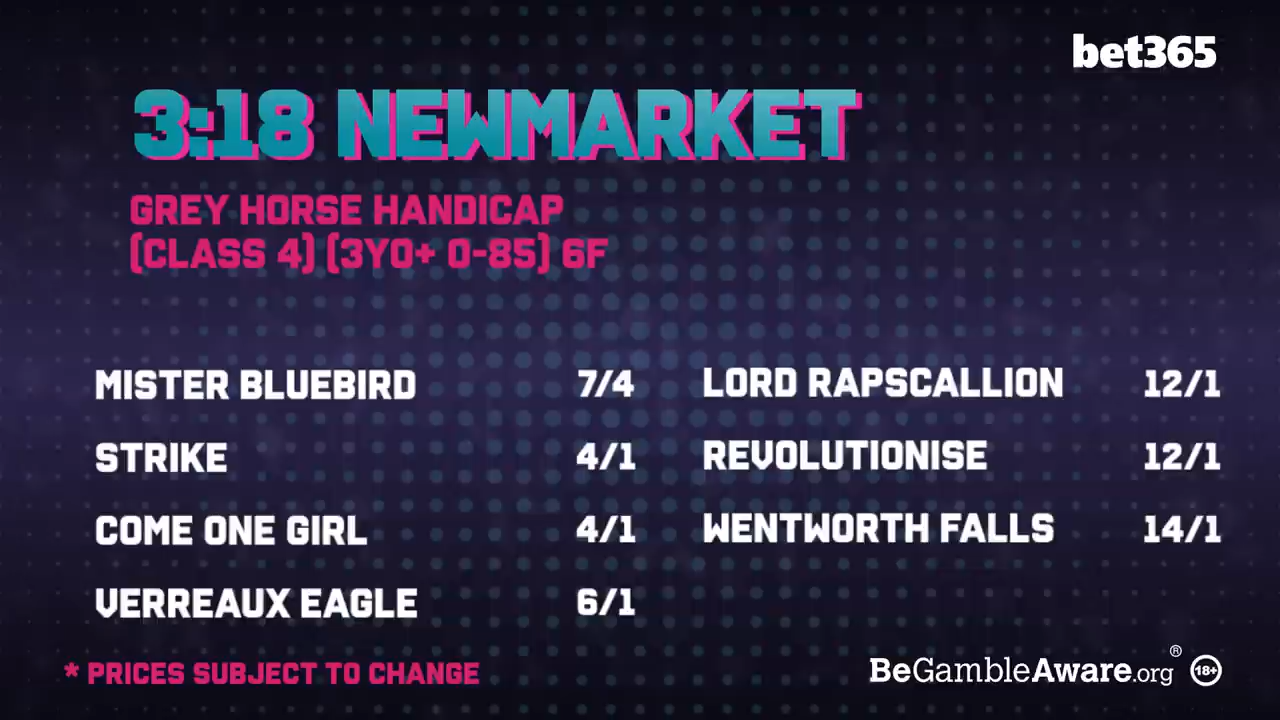 bet365
3:18 NEWMARKET
GREY HORSE HANDICAP
(CLASS 4) (3YO+ 0-85) 6F
MISTER BLUEBIRD 7/4
STRIKE 4/1
COME ONE GIRL 4/1
VERREAUX EAGLE 6/1
LORD RAPSCALLION 12/1
REVOLUTIONISE 12/1
WENTWORTH FALLS 14/1
* PRICES SUBJECT TO CHANGE
BeGambleAware.org® 18+